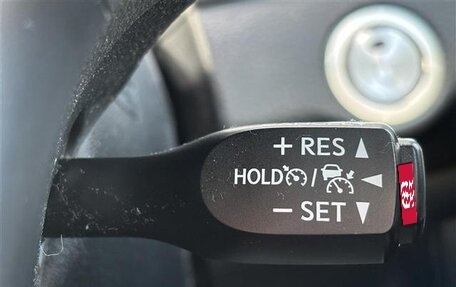 + RES ▲
HOLD / ◀
− SET ▼